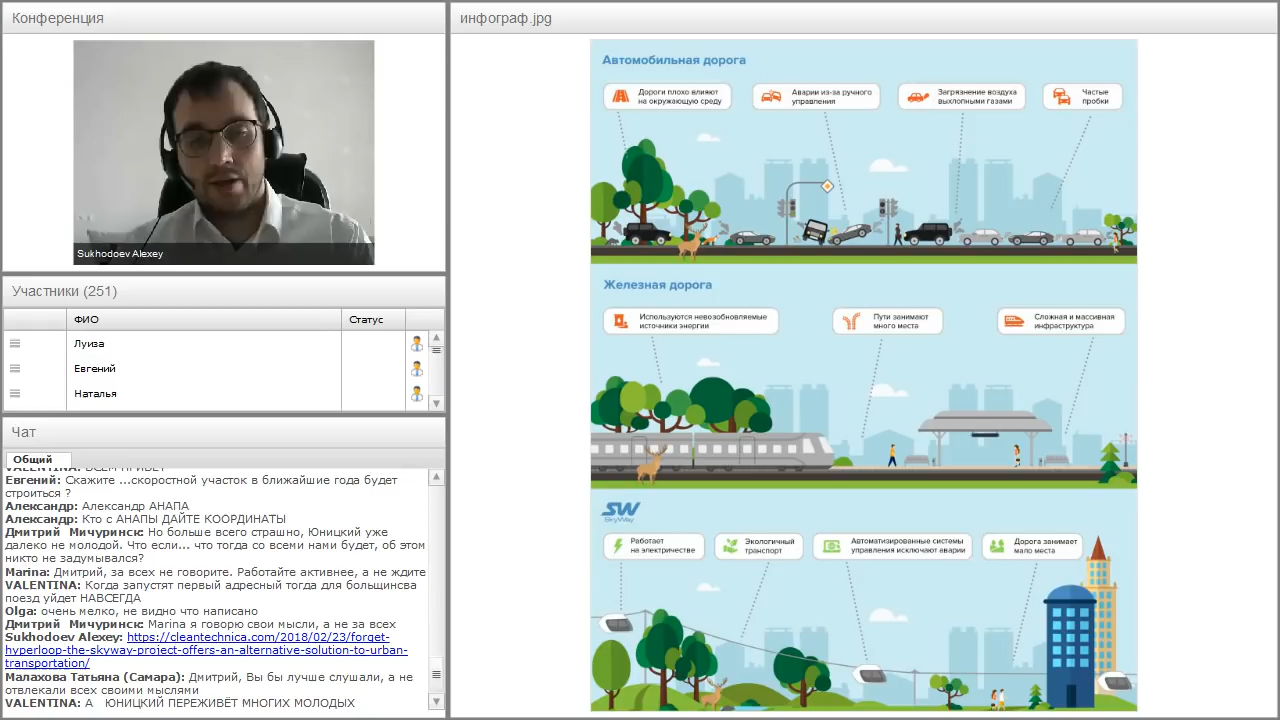 Конференция
Sukhodoev Alexey
Участники (251)
ФИО
Статус
Луиза
Евгений
Наталья
Чат
Общий
VALENTINA: ВСЕМ ПРИВЕТ
Евгений: Скажите ...скоростной участок в ближайшие года будет
строиться ?
Александр: Александр АНАПА
Александр: Кто с АНАПЫ ДАЙТЕ КООРДИНАТЫ
Дмитрий Мичуринск: Но больше всего страшно, Юницкий уже
далеко не молодой. Что если... что тогда со всеми нами будет, об этом
никто не задумывался?
Marina: Дмитрий, за всех не говорите. Работайте активнеа, а не ждите
VALENTINA: Когда запустят первый адресный тогда для большинсва
поезд уйдет НАВСЕГДА
Olga: очень мелко, не видно что написано
Дмитрий Мичуринск: Marina я говорю свои мысли, а не за всех
Sukhodoev Alexey: https://cleantechnica.com/2018/02/23/forget-
hyperloop-the-skyway-project-offers-an-alternative-solution-to-urban-
transportation/
Малахова Татьяна (Самара): Дмитрий, Вы бы лучше слушали, а не
отвлекали всех своими мыслями
VALENTINA: А ЮНИЦКИЙ ПЕРЕЖИВЁТ МНОГИХ МОЛОДЫХ
инфограф.jpg
Автомобильная дорога
Дороги плохо влияют
на окружающую среду
Аварии из-за ручного
управления
Загрязнение воздуха
выхлопными газами
Частые
пробки
Железная дорога
Используются невозобновляемые
источники энергии
Пути занимают
много места
Сложная и массивная
инфраструктура
SW
SkyWay
Работает
на электричестве
Экологичный
транспорт
Автоматизированные системы
управления исключают аварии
Дорога занимает
мало места